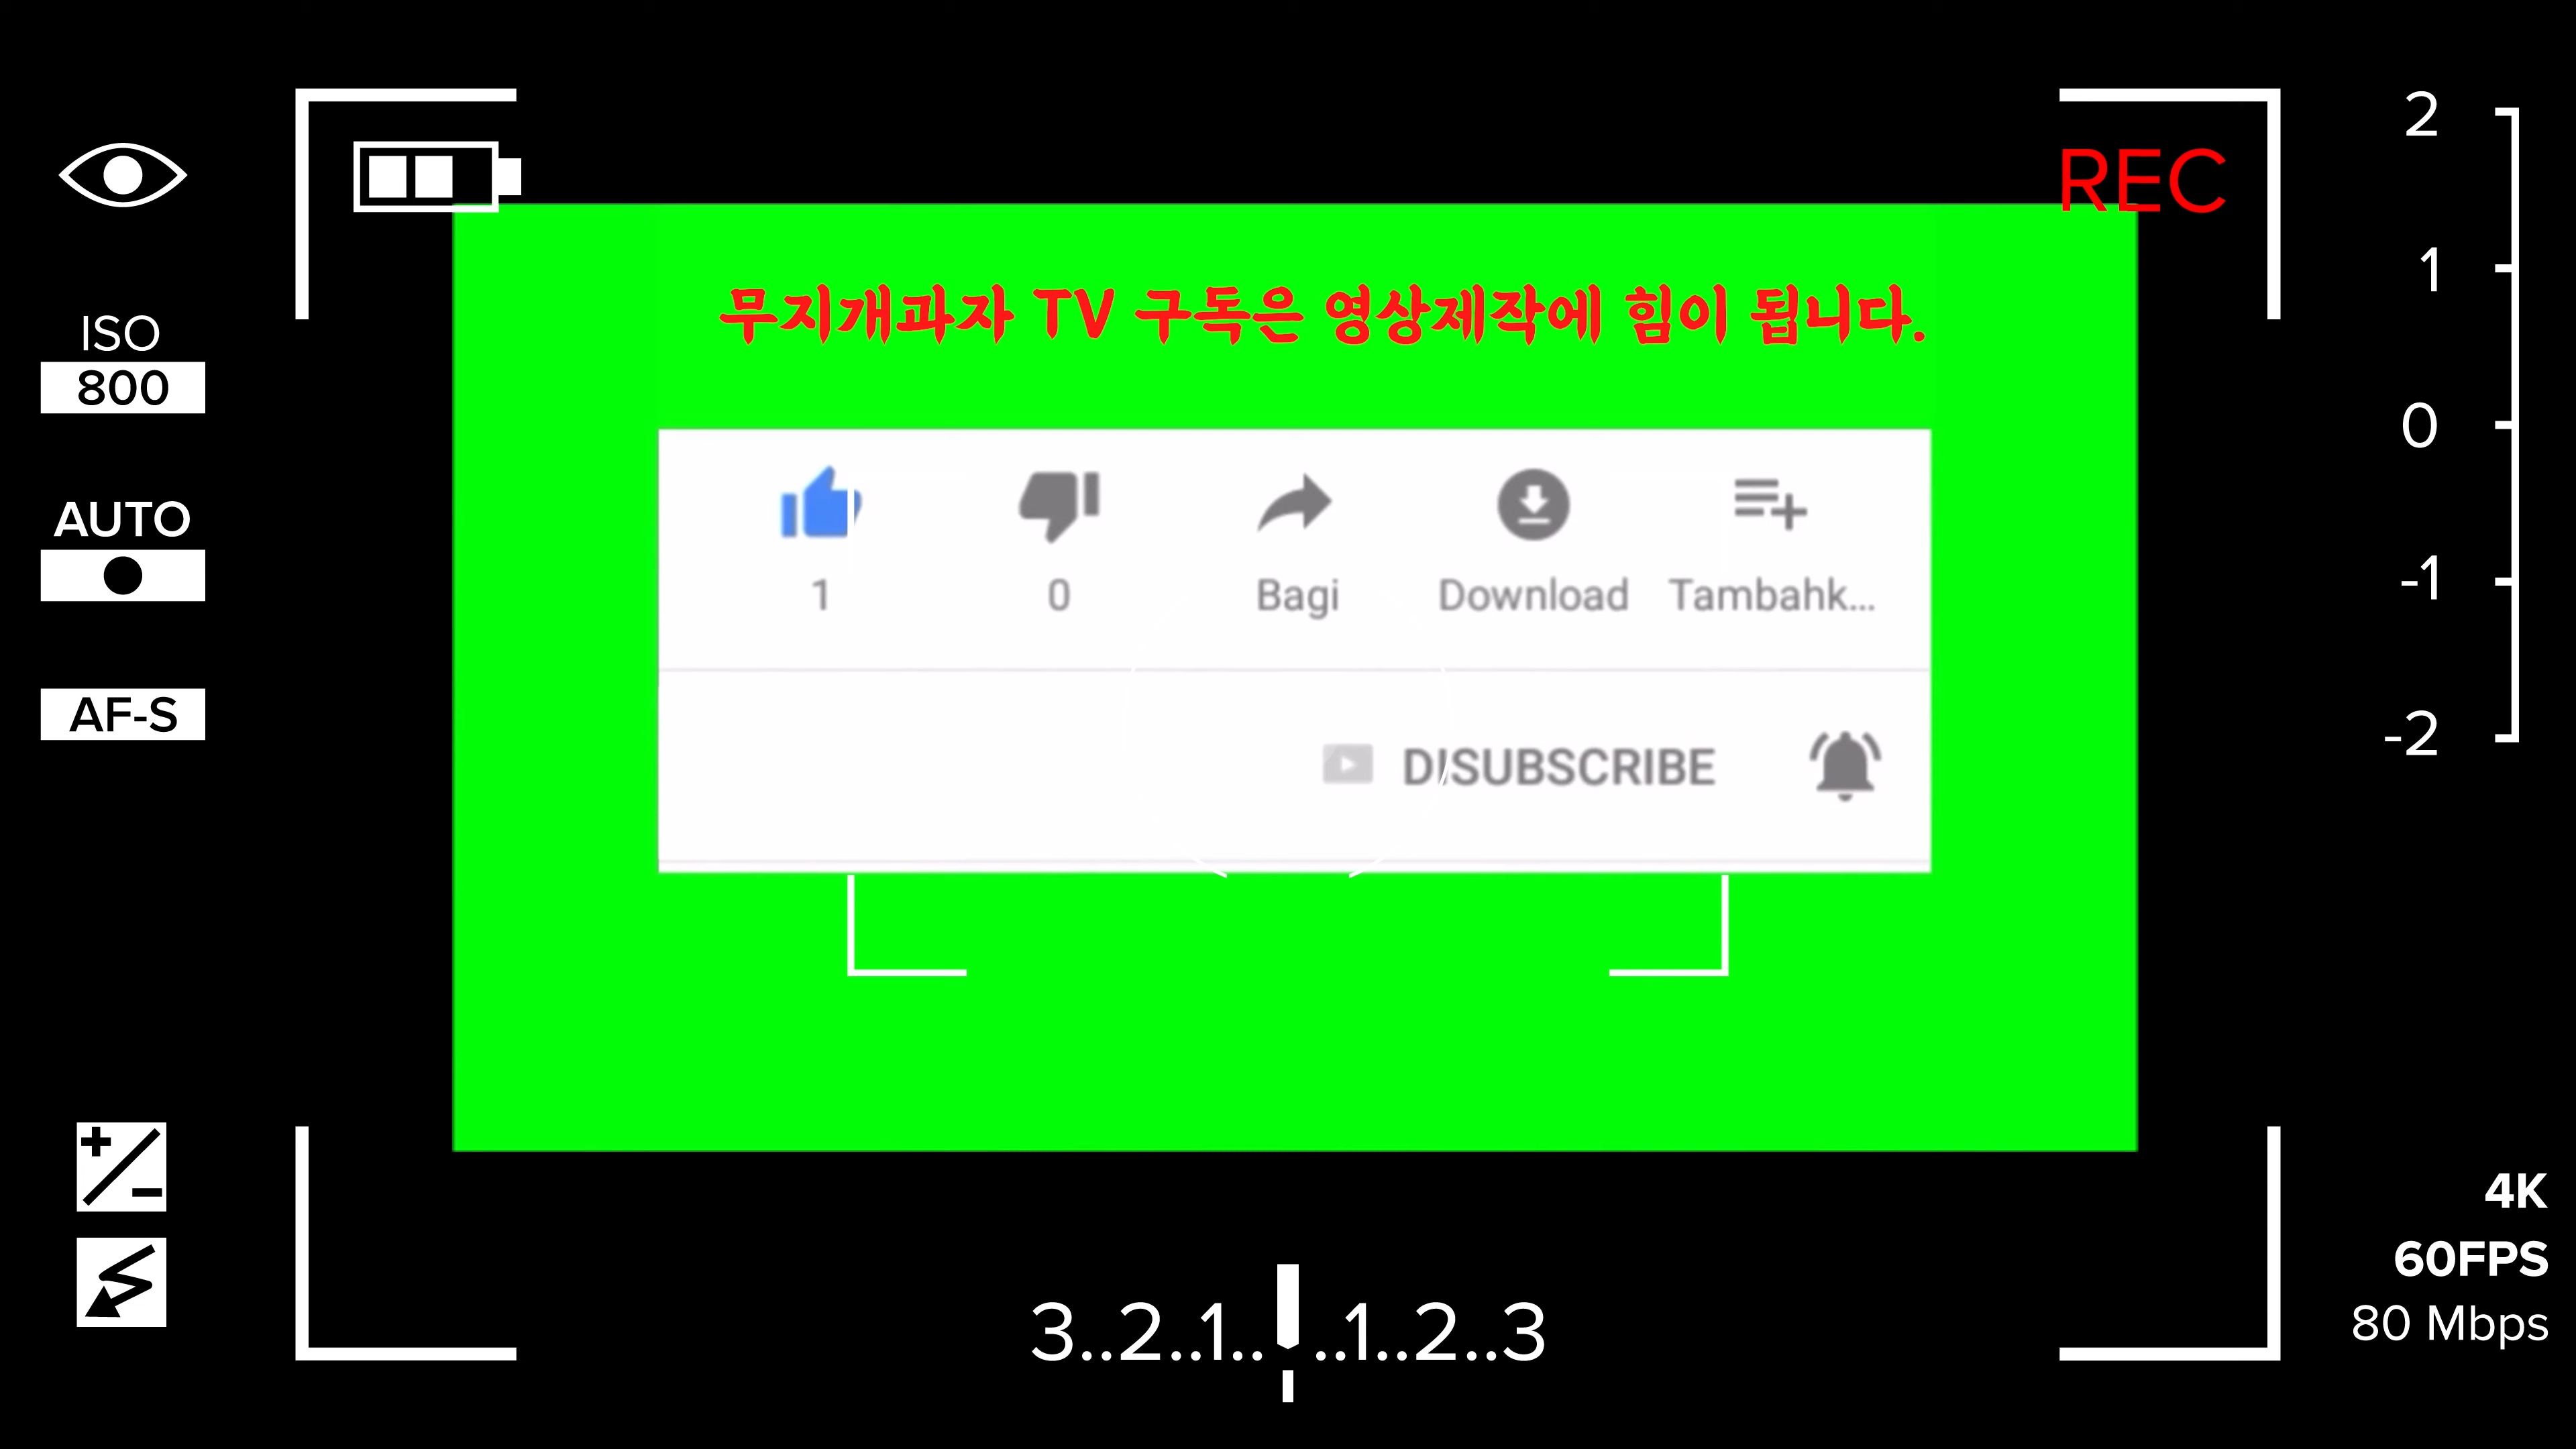 REC
2
1
0
-1
-2
ISO
800
AUTO
AF-S
무지개과자 TV 구독은 영상제작에 힘이 됩니다.
1
0
Bagi
Download
Tambahk...
DISUBSCRIBE
4K
60FPS
80 Mbps
3..2..1.. ..1..2..3